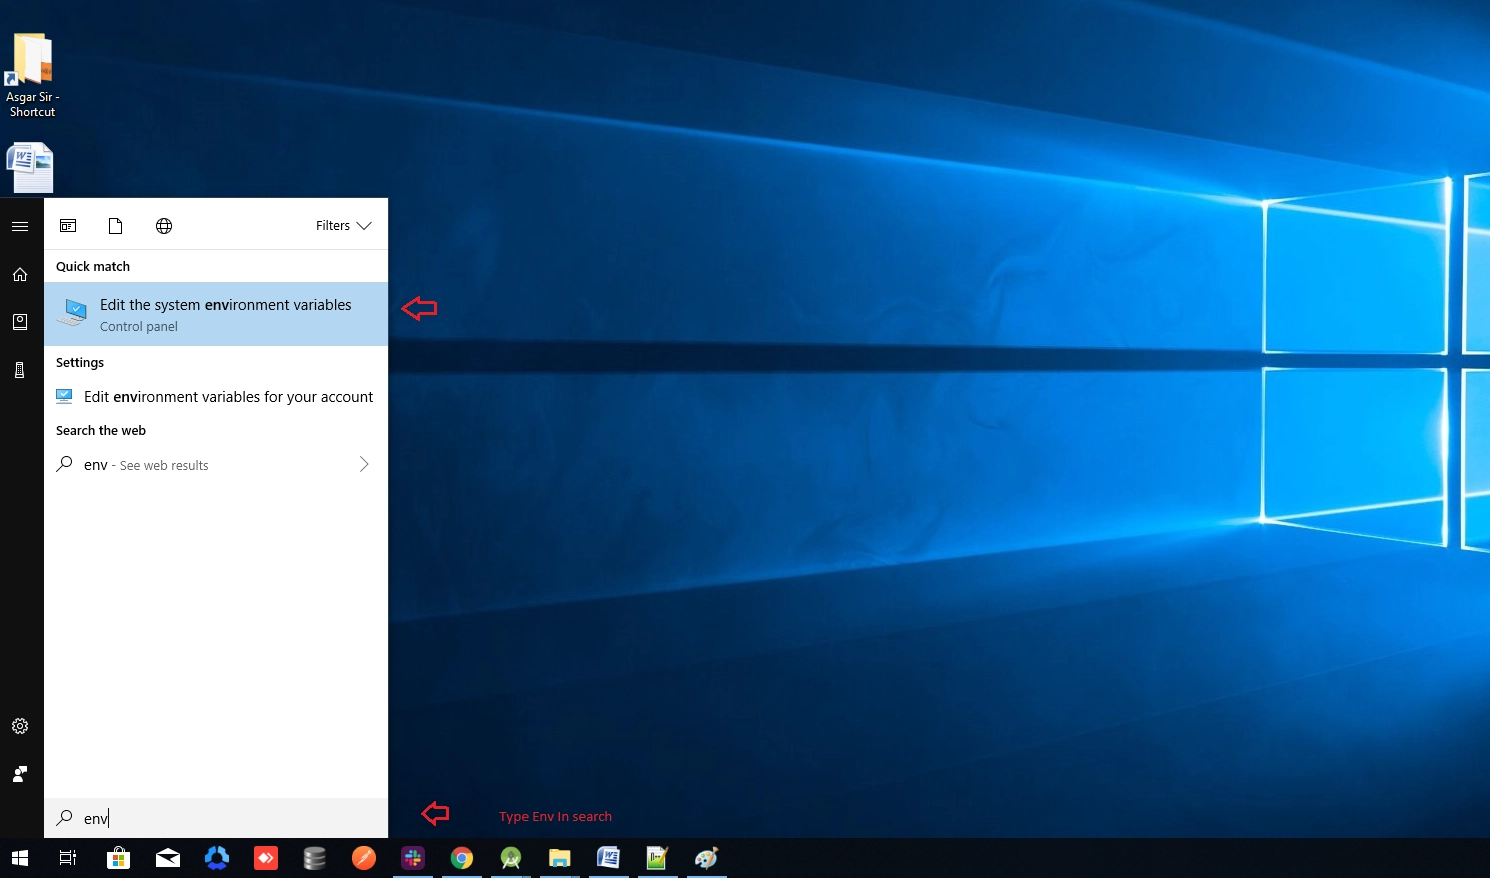 Asgar Sir -
Shortcut
Filters
Quick match
Edit the system environment variables
Control panel
Settings
Edit environment variables for your account
Search the web
env - See web results
env
Type Env In search